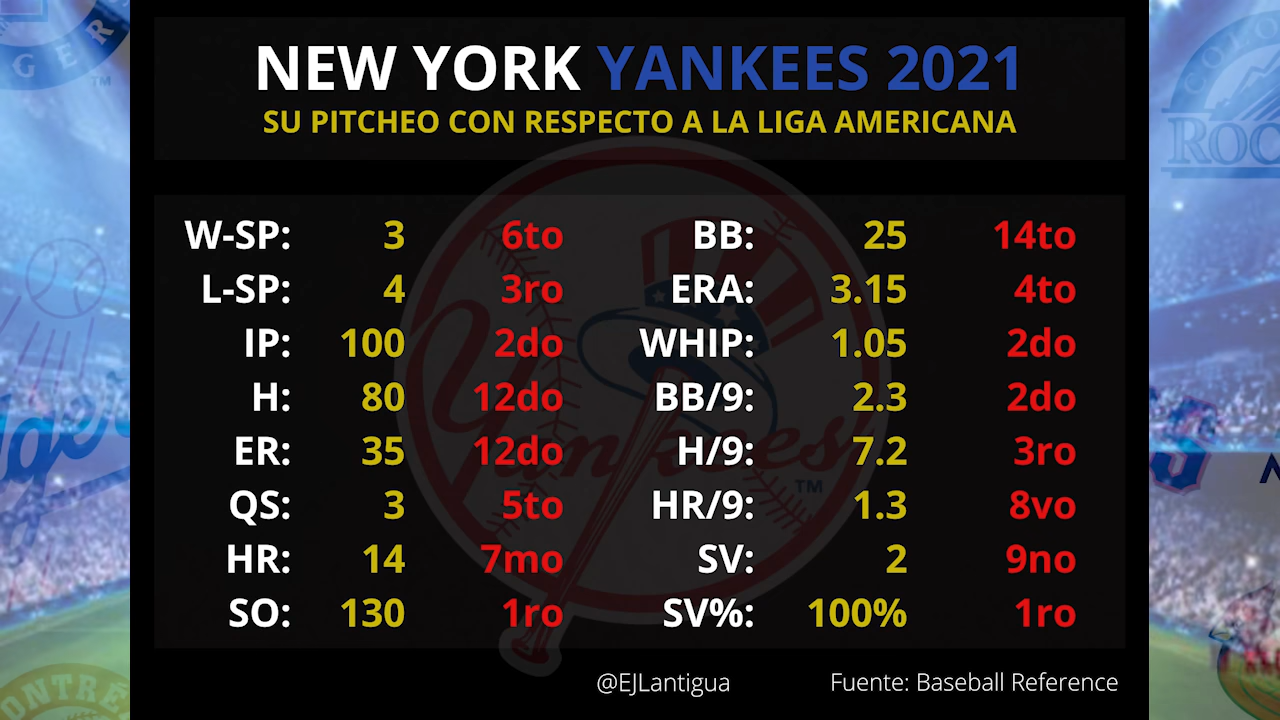 NEW YORK YANKEES 2021
SU PITCHEO CON RESPECTO A LA LIGA AMERICANA
W-SP: 3 6to BB: 25 14to
L-SP: 4 3ro ERA: 3.15 4to
IP: 100 2do WHIP: 1.05 2do
H: 80 12do BB/9: 2.3 2do
ER: 35 12do H/9: 7.2 3ro
QS: 3 5to HR/9: 1.3 8vo
HR: 14 7mo SV: 2 9no
SO: 130 1ro SV%: 100% 1ro
Yankees
TM
@EJLantigua Fuente: Baseball Reference